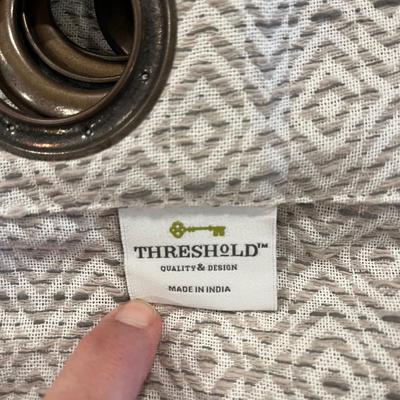 THRESHOLD™
QUALITY & DESIGN
MADE IN INDIA